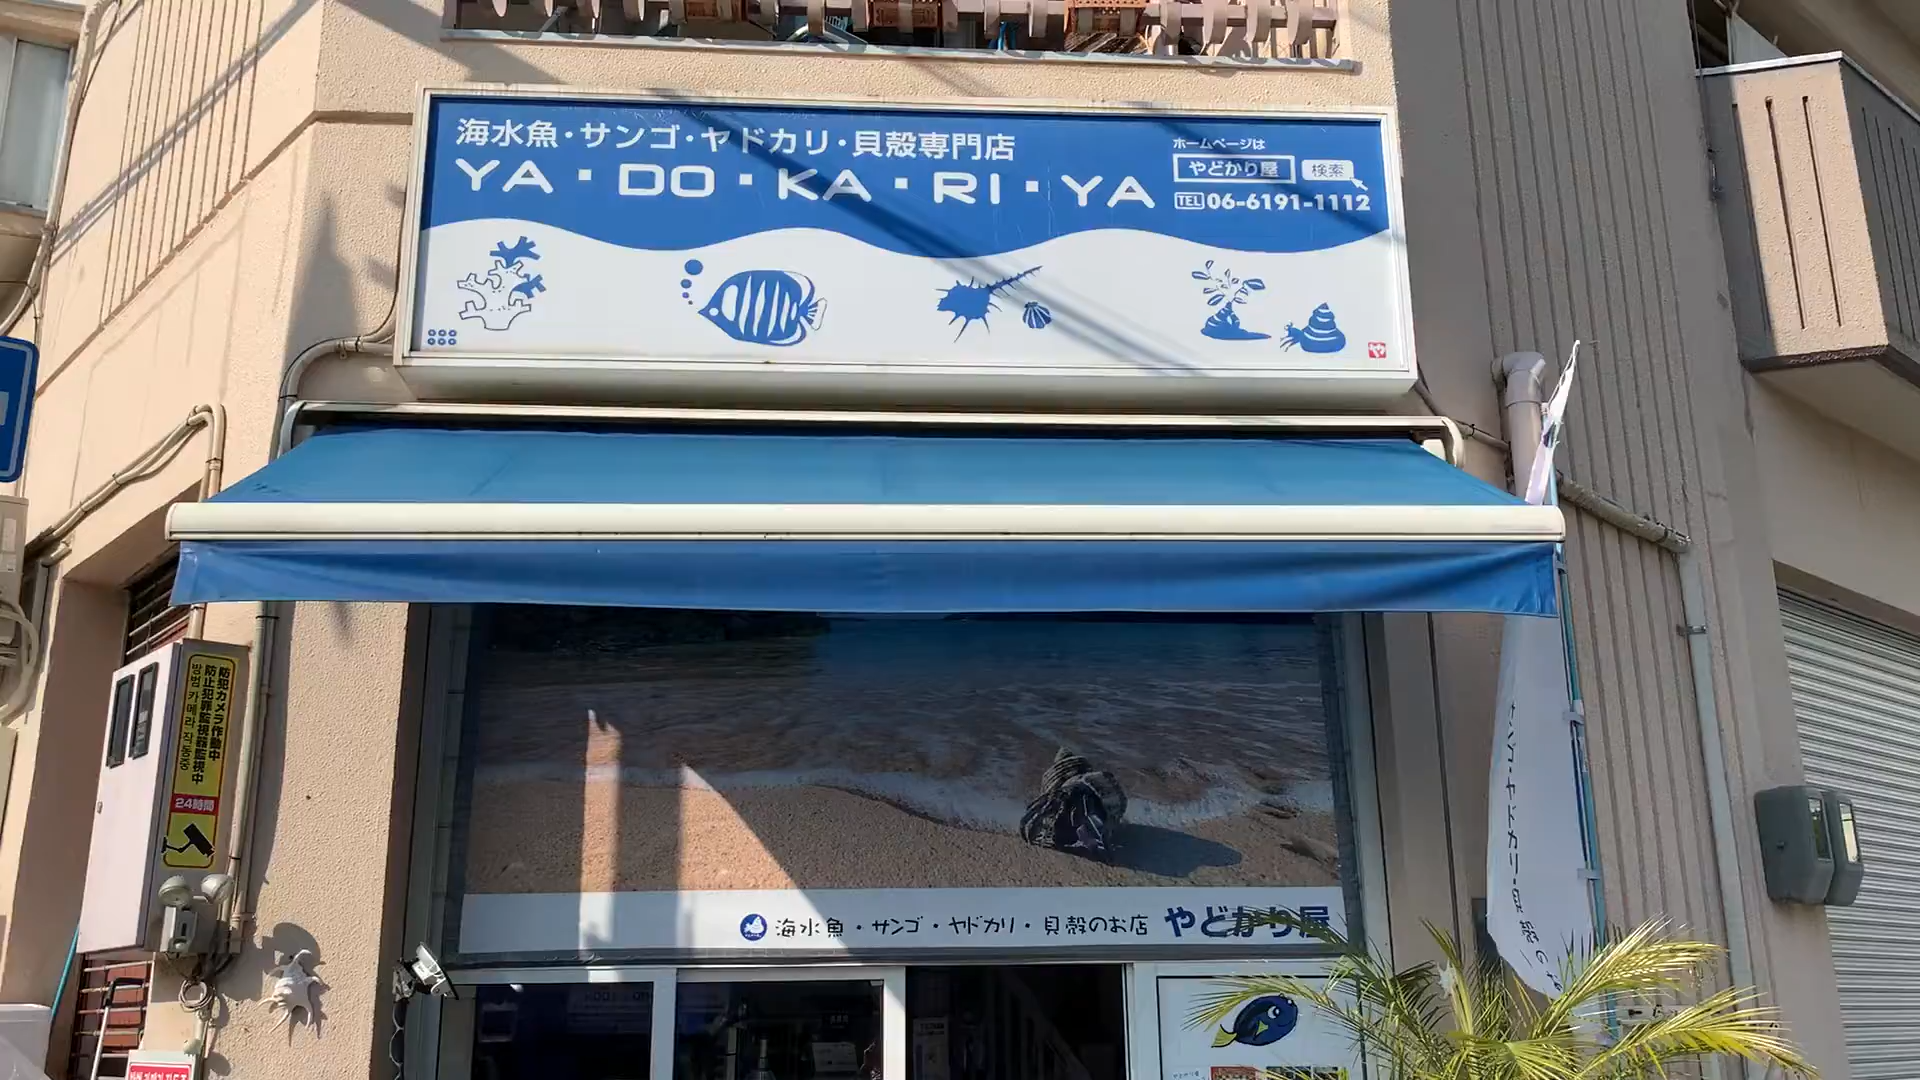 海水魚・サンゴ・ヤドカリ・貝殻専門店
YA・DO・KA・RI・YA
ホームページは
やどかり屋 検索
TEL 06-6191-1112
や
防犯カメラ作動中
防止犯罪監視器監視中
방범 카메라 작동중
24時間
海水魚・サンゴ・ヤドカリ・貝殻のお店 やどかり屋
サンゴ・ヤドカリ・貝殻の